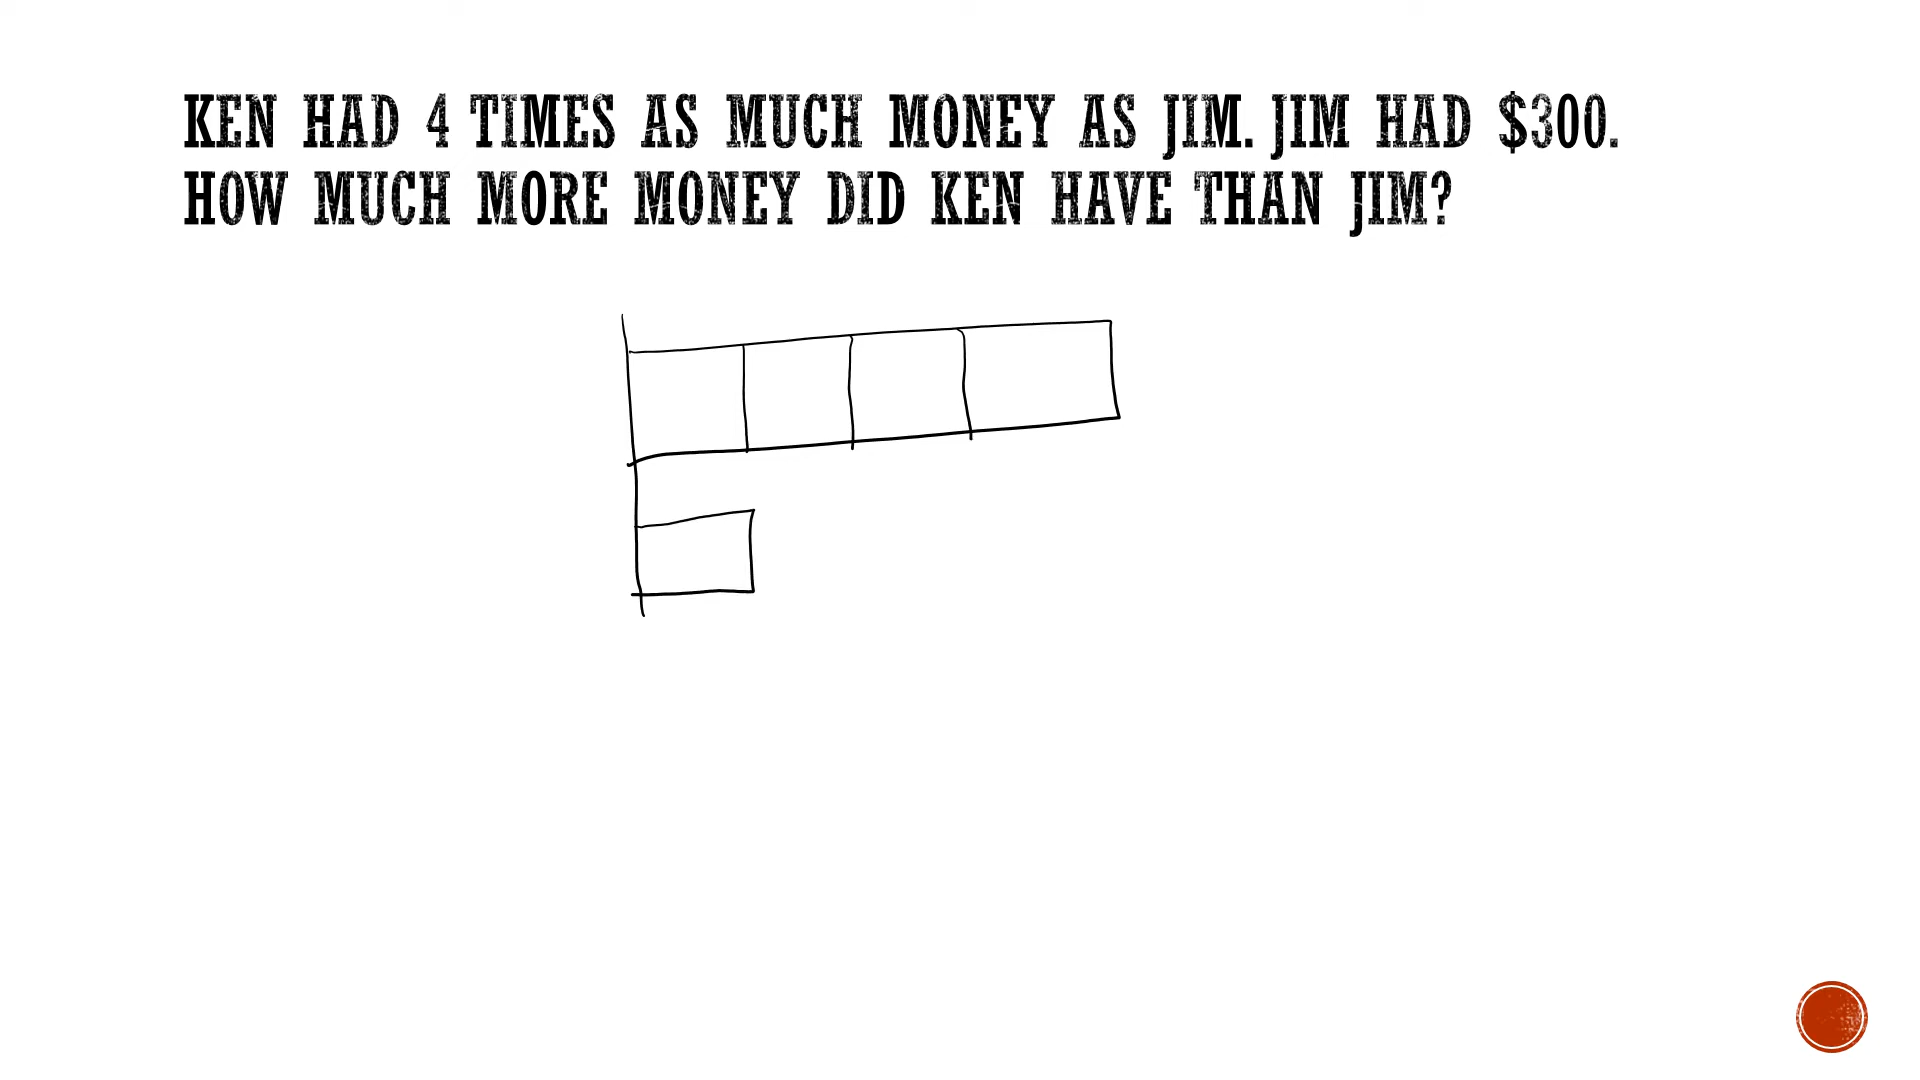 KEN HAD 4 TIMES AS MUCH MONEY AS JIM. JIM HAD $300.
HOW MUCH MORE MONEY DID KEN HAVE THAN JIM?